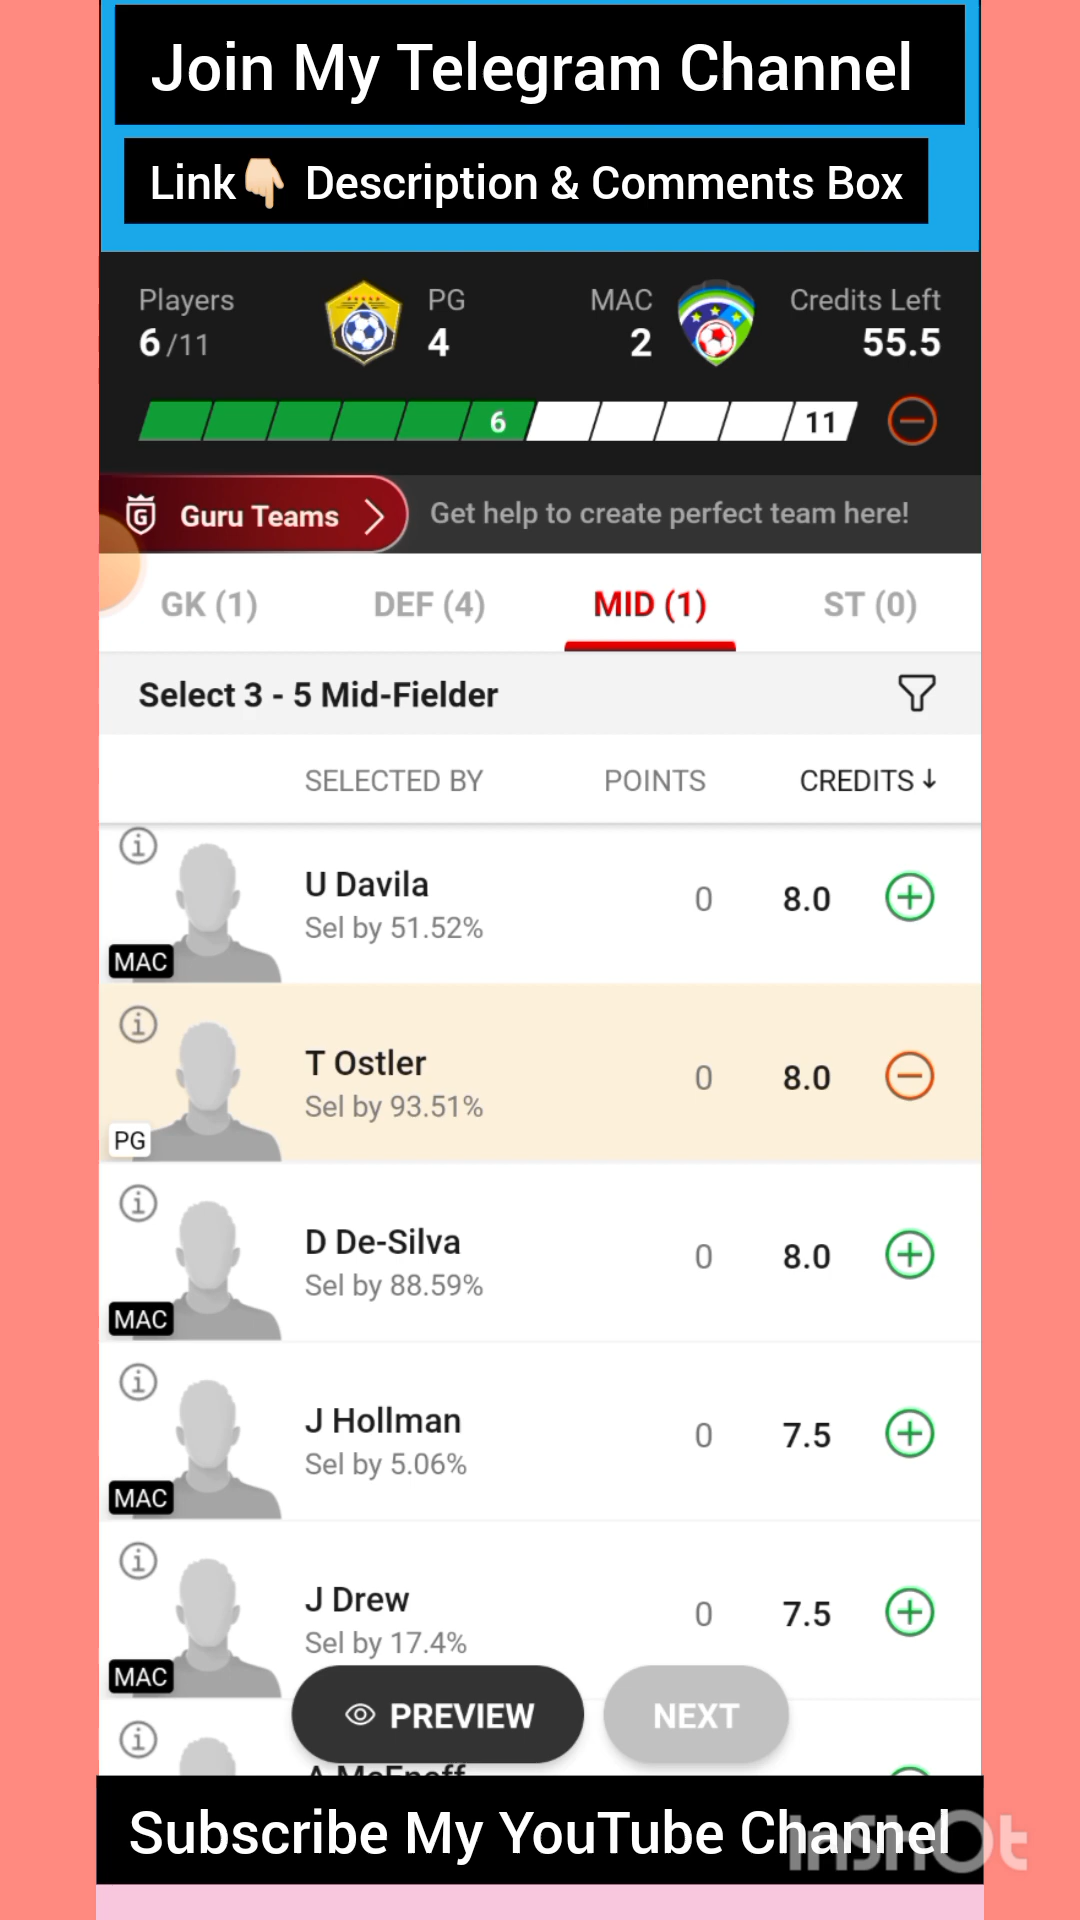 Join My Telegram Channel
Link👇🏻 Description & Comments Box
Players PG MAC Credits Left
6/11 4 2 55.5
6 11
G Guru Teams Get help to create perfect team here!
GK (1) DEF (4) MID (1) ST (0)
Select 3 - 5 Mid-Fielder
SELECTED BY POINTS CREDITS↓
U Davila 0 8.0
Sel by 51.52%
MAC
T Ostler 0 8.0
Sel by 93.51%
PG
D De-Silva 0 8.0
Sel by 88.59%
MAC
J Hollman 0 7.5
Sel by 5.06%
MAC
J Drew 0 7.5
Sel by 17.4%
MAC
PREVIEW NEXT
Subscribe My YouTube Channel
InShOt